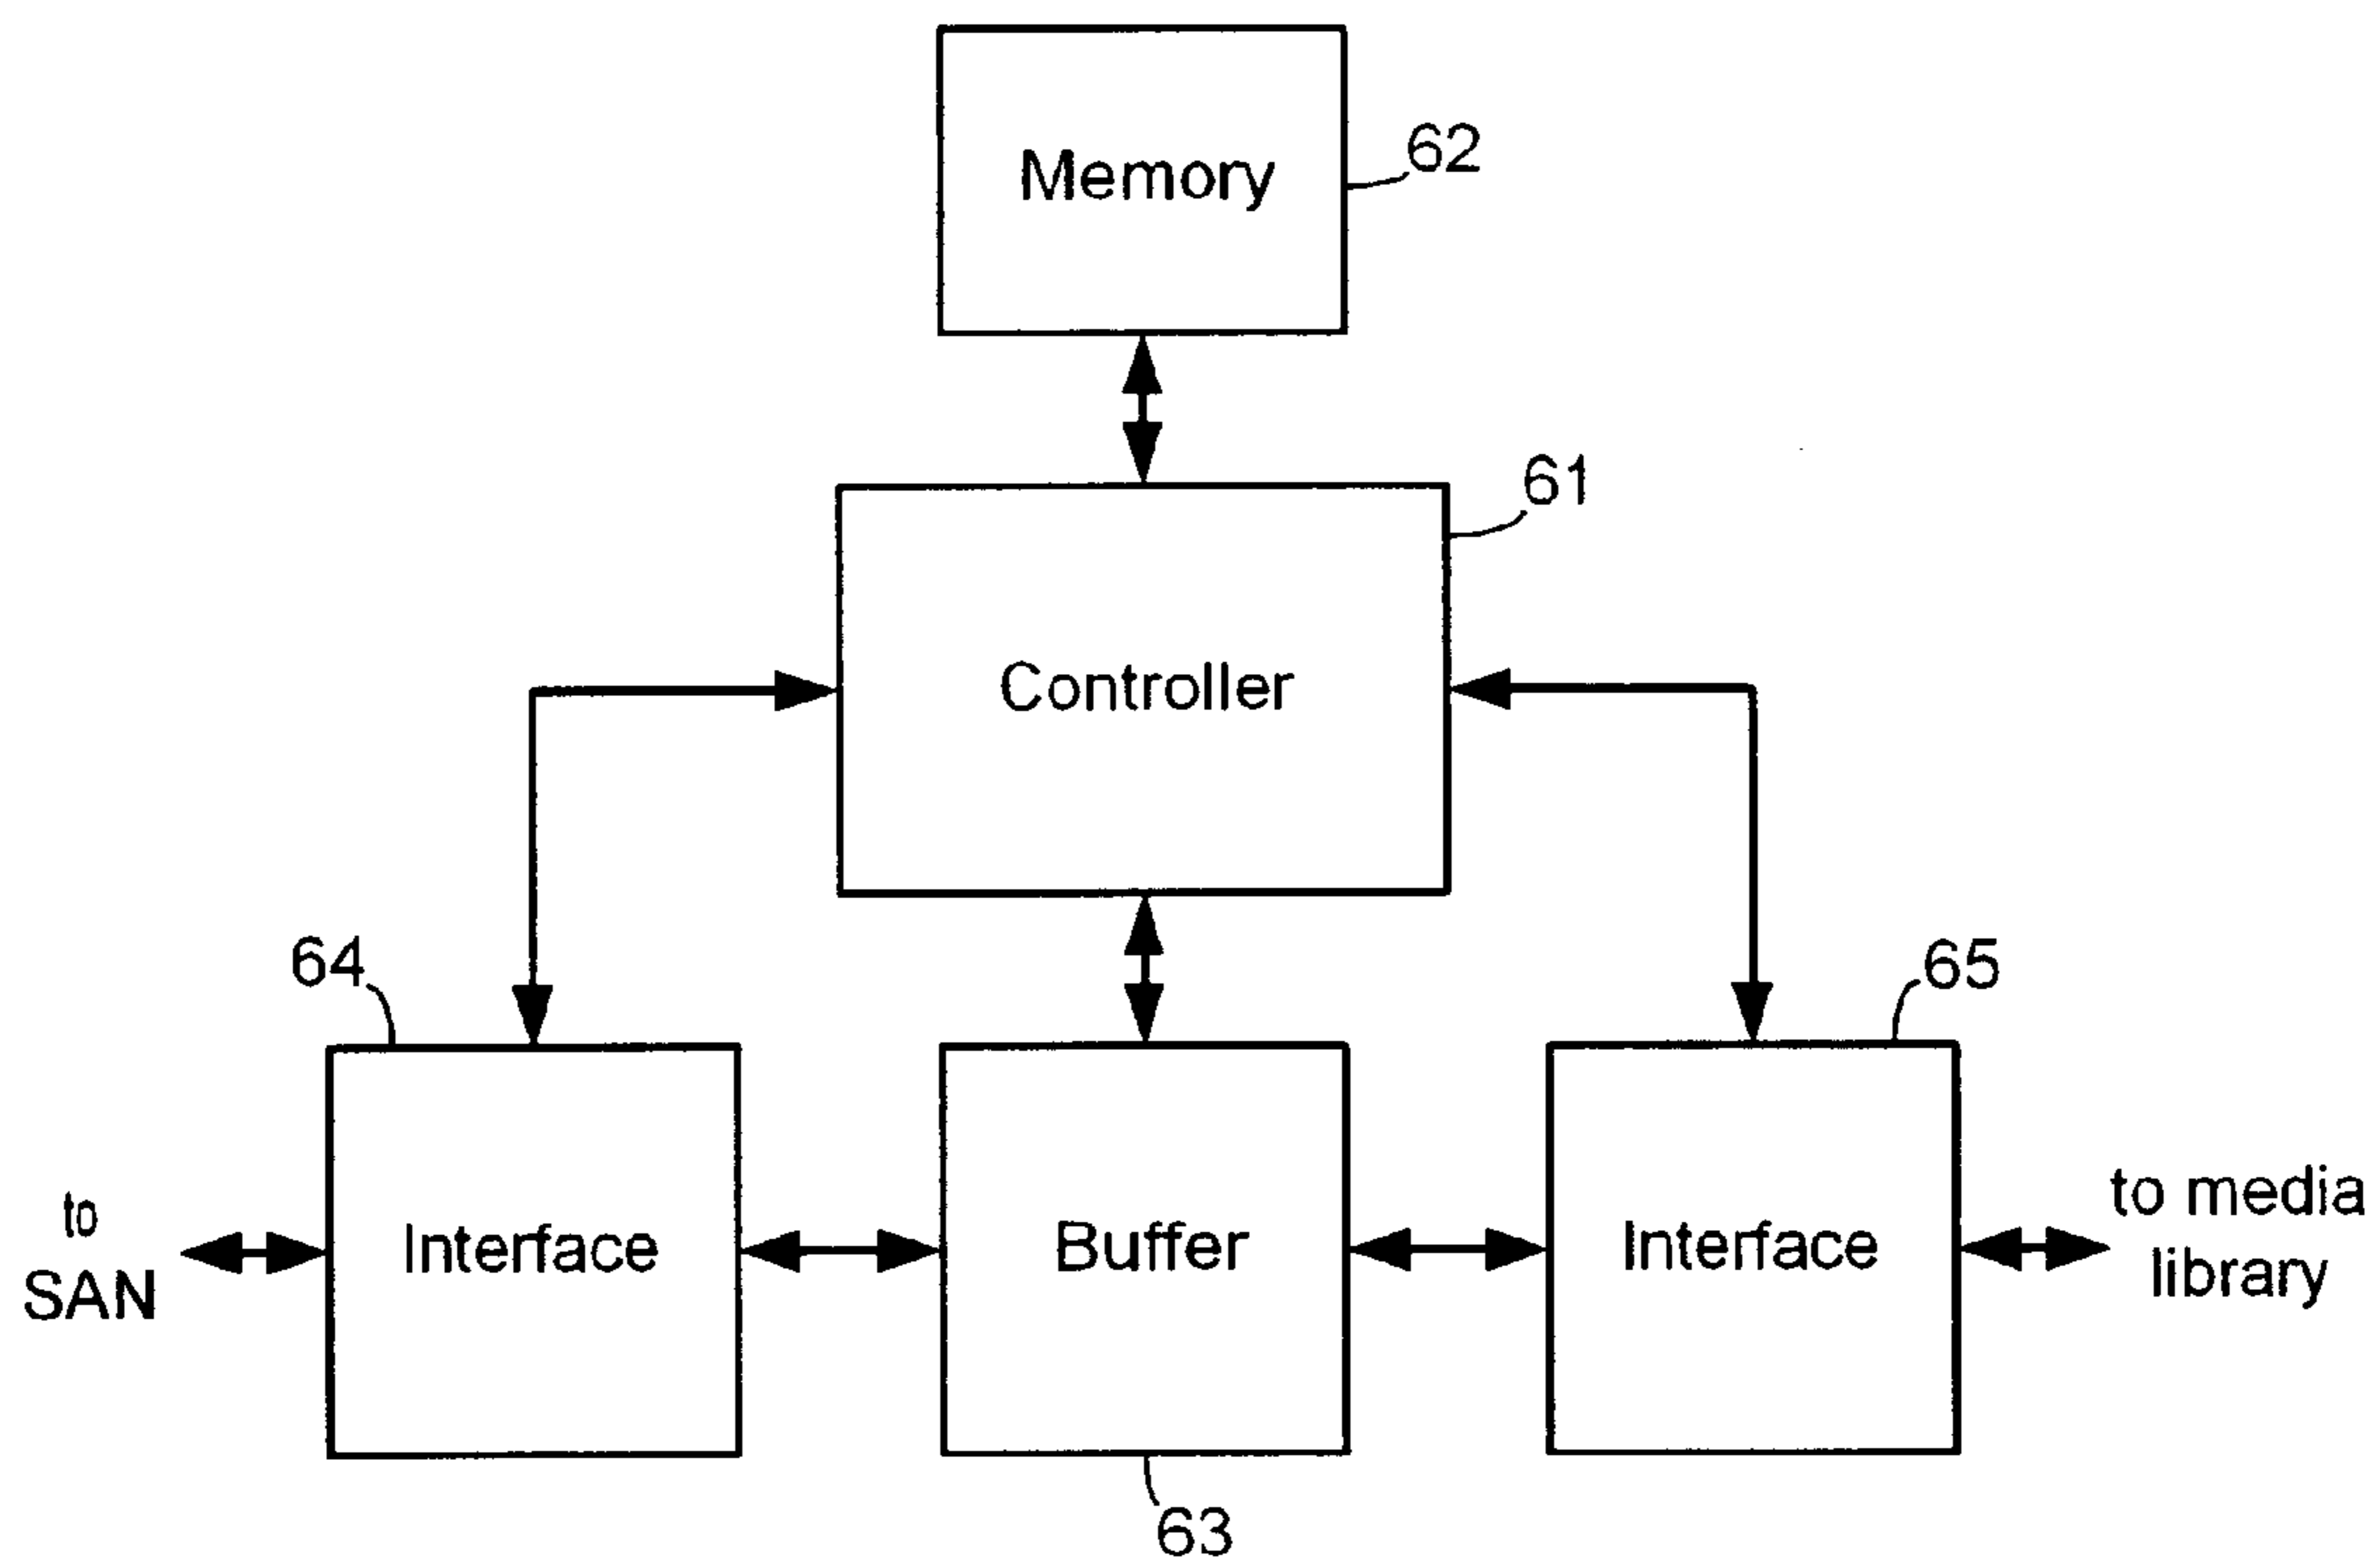 Memory
62
61
Controller
64
65
to
SAN
Interface
Buffer
Interface
to media
library
63